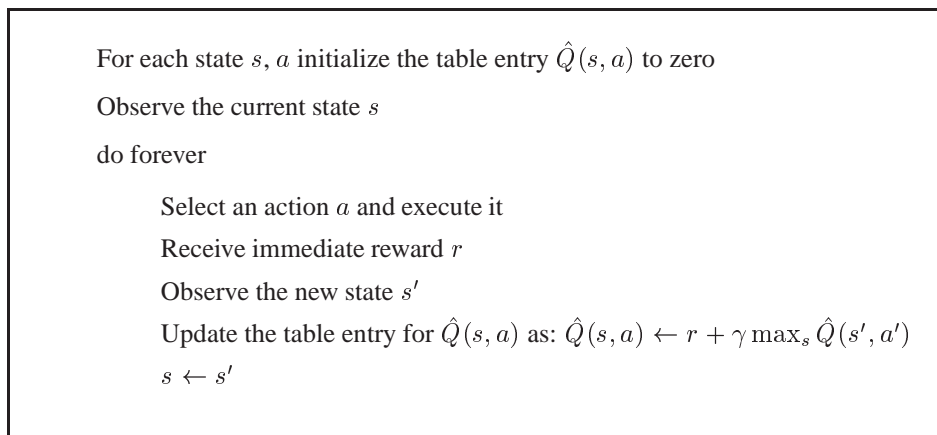 For each state s, a initialize the table entry Q̂(s, a) to zero
Observe the current state s
do forever
Select an action a and execute it
Receive immediate reward r
Observe the new state s′
Update the table entry for Q̂(s, a) as: Q̂(s, a) ← r + γ maxₛ Q̂(s′, a′)
s ← s′